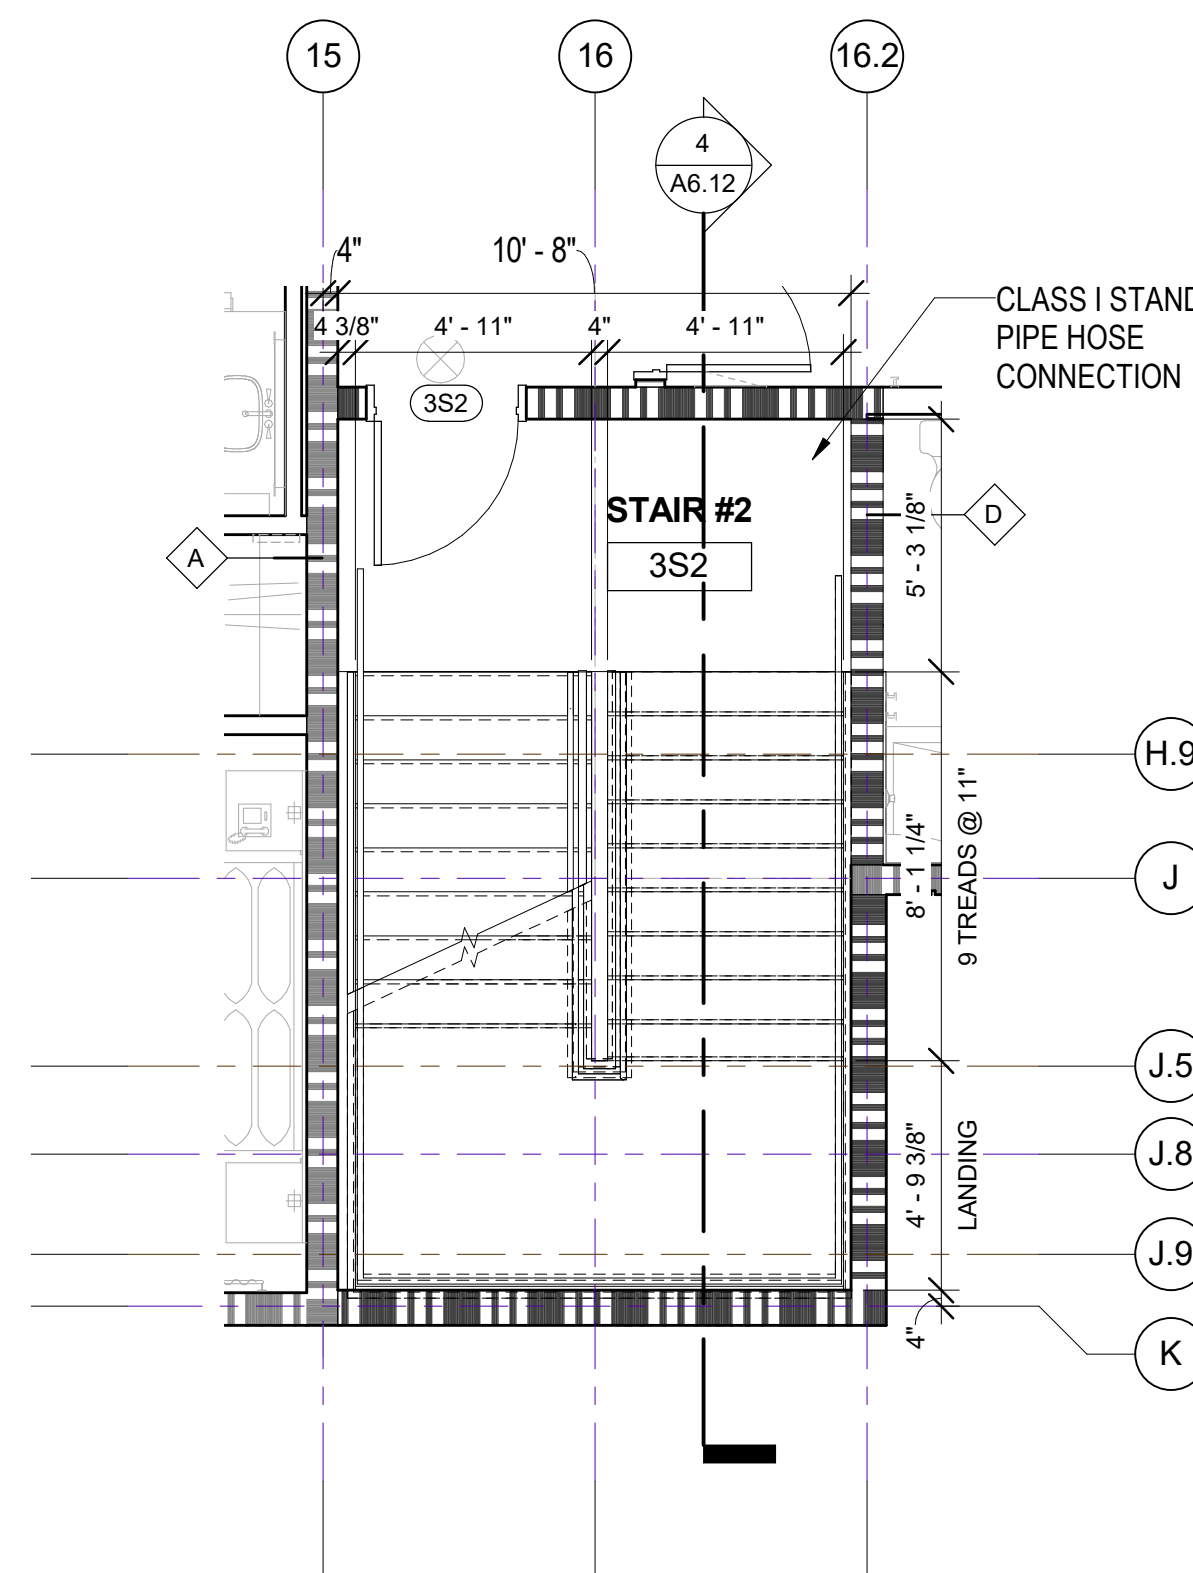 15
16
16.2
4
A6.12
4"
10' - 8"
4 3/8"
4' - 11"
4"
4' - 11"
CLASS I STAND
PIPE HOSE
CONNECTION
3S2
STAIR #2
3S2
A
D
5' - 3 1/8"
H.9
8' - 1 1/4"
9 TREADS @ 11"
J
J.5
4' - 9 3/8"
LANDING
J.8
J.9
4"
K